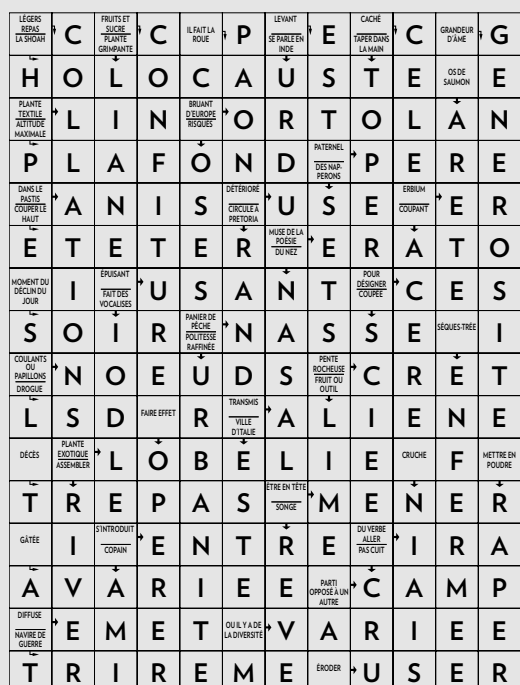 LÉGERS REPAS LA SHOAH C FRUITS ET SUCRE PLANTE GRIMPANTE C IL FAIT LA ROUE P LEVANT SE PARLE EN INDE E CACHÉ TAPER DANS LA MAIN C GRANDEUR D'ÂME G
H O L O C A U S T E OS DE SAUMON E
PLANTE TEXTILE ALTITUDE MAXIMALE L I N BRUANT D'EUROPE RISQUÉS O R T O L A N
P L A F O N D PATERNEL DES NAP-PERONS P E R E
DANS LE PASTIS COUPER LE HAUT A N I S DÉTÉRIORÉ CIRCULE À PRETORIA U S E ERBIUM COUPANT E R
E T E T E R MUSE DE LA POÉSIE DU NEZ E R A T O
MOMENT DU DÉCLIN DU JOUR I ÉPUISANT FAIT DES VOCALISES U S A N T POUR DÉSIGNER COUPÉE C E S
S O I R PANIER DE PÊCHE POLITESSE RAFFINÉE N A S S E SÉQUES-TRÉE I
COULANTS OU PAPILLONS DROGUE N O E U D S PENTE ROCHEUSE FRUIT OU OUTIL C R E T
L S D FAIRE EFFET R TRANSMIS VILLE D'ITALIE A L I E N E
DÉCÈS PLANTE EXOTIQUE ASSEMBLER L O B E L I E CRUCHE F METTRE EN POUDRE
T R E P A S ÊTRE EN TÊTE SONGE M E N E R
GÂTÉE I S'INTRODUIT COPAIN E N T R E DU VERBE ALLER PAS CUIT I R A
A V A R I E E PARTI OPPOSÉ À UN AUTRE C A M P
DIFFUSE NAVIRE DE GUERRE E M E T OU IL Y A DE LA DIVERSITÉ V A R I E E
T R I R E M E ÉRODER U S E R